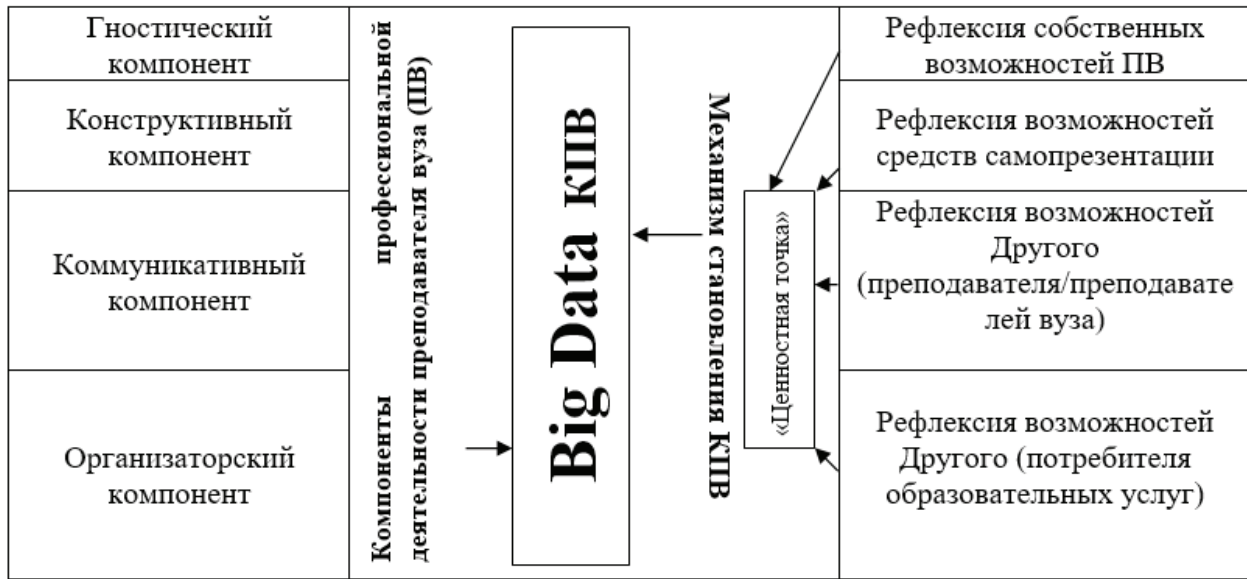 Гностический
компонент
Конструктивный
компонент
Коммуникативный
компонент
Организаторский
компонент
Компоненты профессиональной
деятельности преподавателя вуза (ПВ)
Big Data КПВ
Механизм становления КПВ
«Ценностная точка»
Рефлексия собственных
возможностей ПВ
Рефлексия возможностей
средств самопрезентации
Рефлексия возможностей
Другого
(преподавателя/преподавате
лей вуза)
Рефлексия возможностей
Другого (потребителя
образовательных услуг)